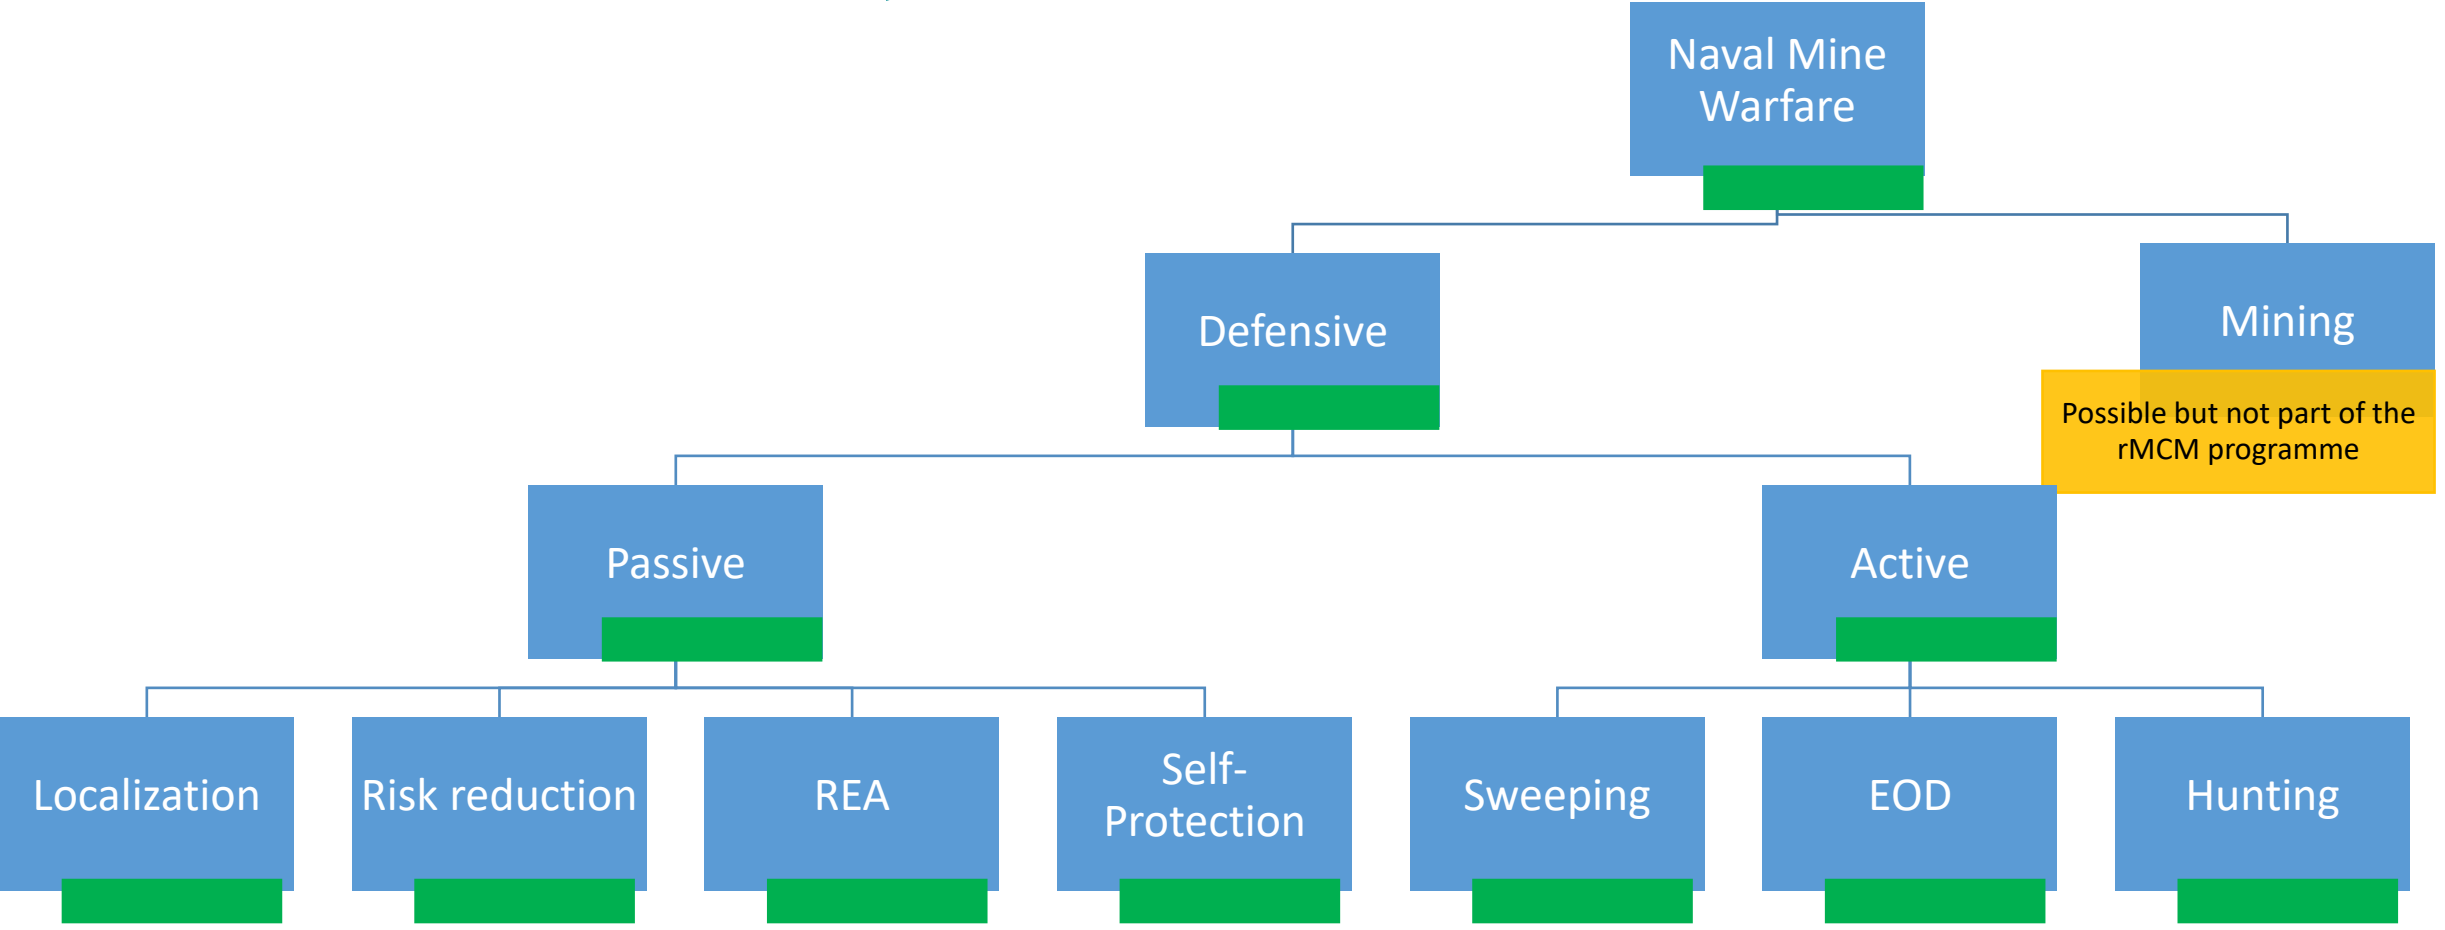 Naval Mine
Warfare
Defensive
Mining
Possible but not part of the
rMCM programme
Passive
Active
Localization
Risk reduction
REA
Self-
Protection
Sweeping
EOD
Hunting